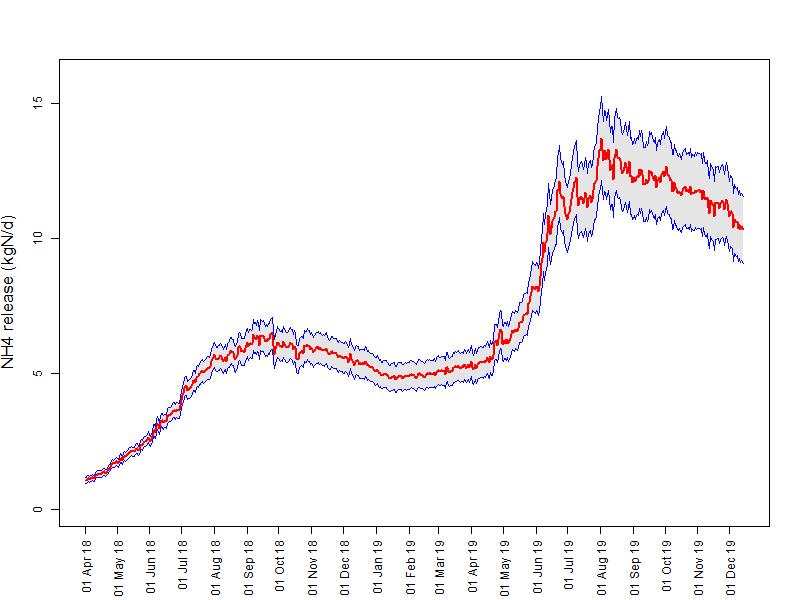 NH4 release (kgN/d)
15
10
5
0
01 Apr 18
01 May 18
01 Jun 18
01 Jul 18
01 Aug 18
01 Sep 18
01 Oct 18
01 Nov 18
01 Dec 18
01 Jan 19
01 Feb 19
01 Mar 19
01 Apr 19
01 May 19
01 Jun 19
01 Jul 19
01 Aug 19
01 Sep 19
01 Oct 19
01 Nov 19
01 Dec 19